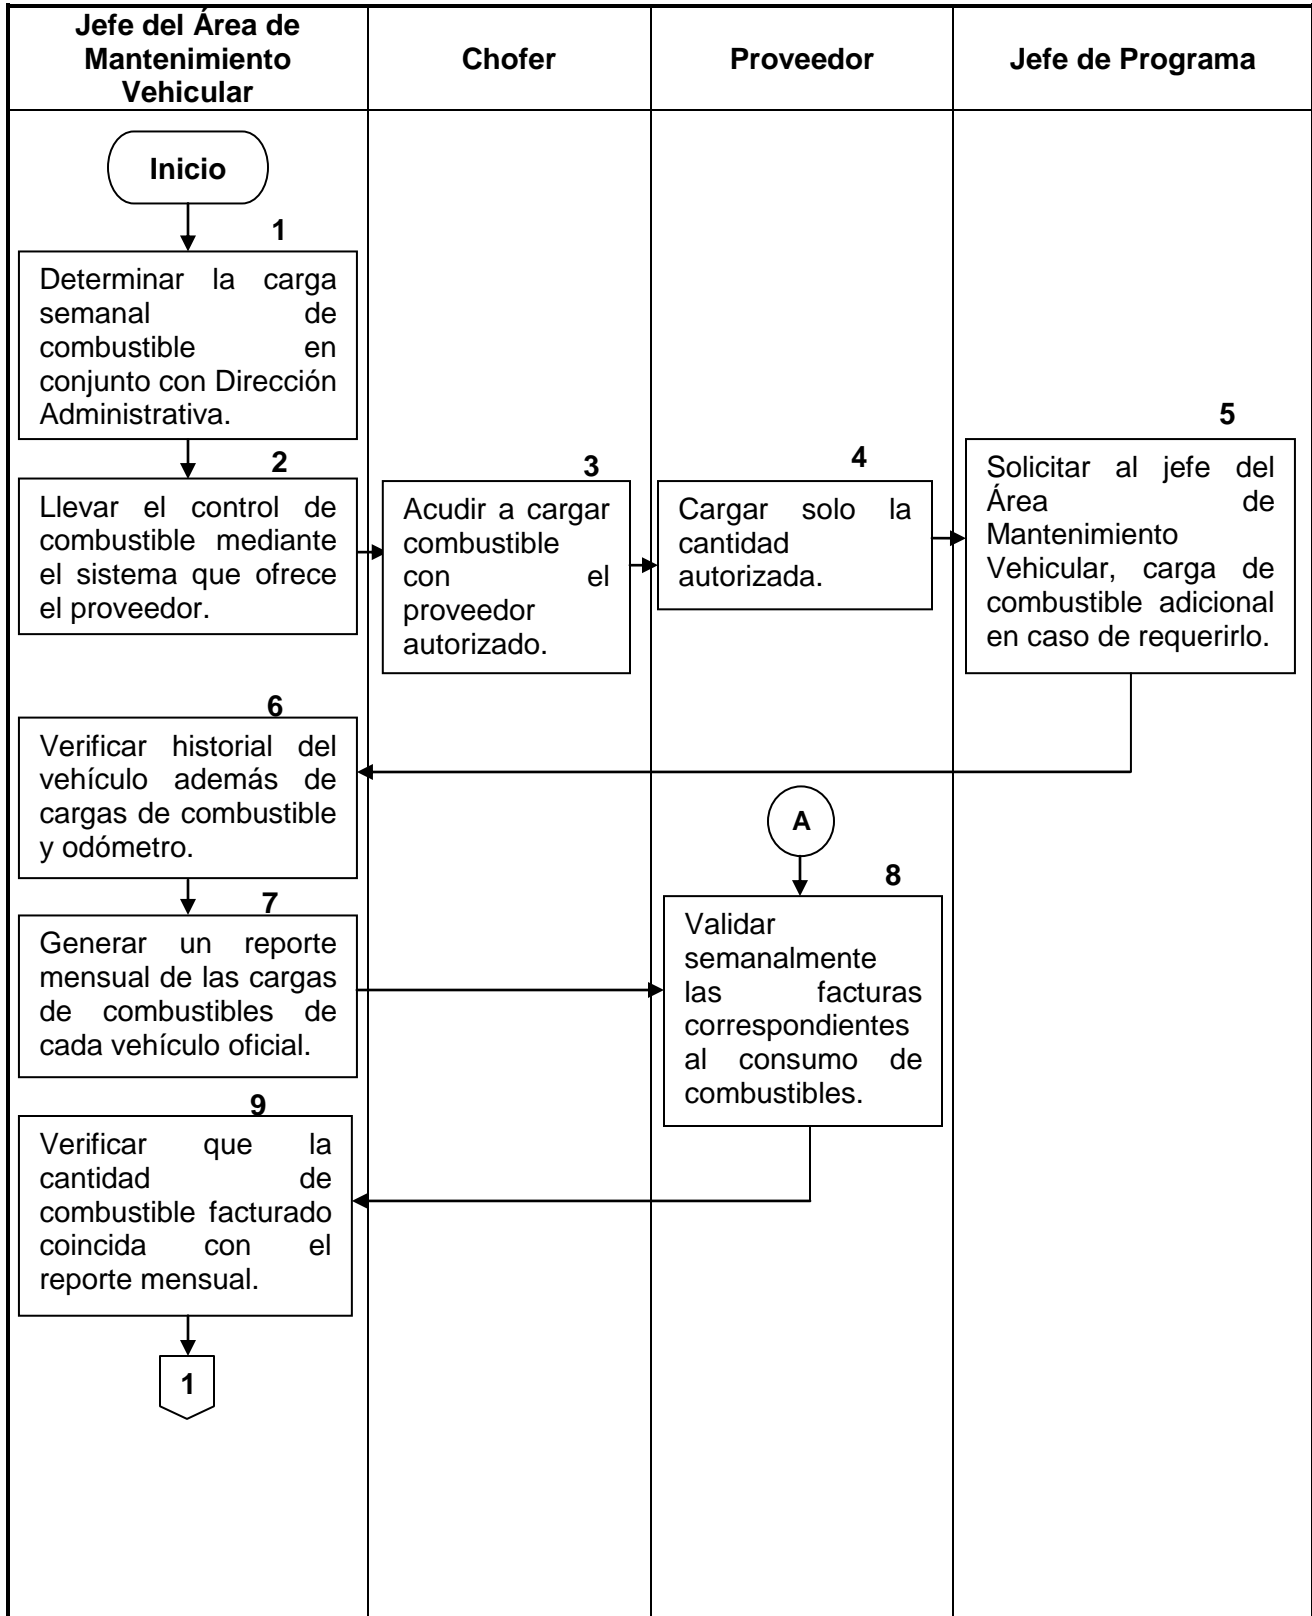 Jefe del Área de
Mantenimiento
Vehicular
Chofer
Proveedor
Jefe de Programa
Inicio
1
Determinar la carga
semanal de
combustible en
conjunto con Dirección
Administrativa.
2
Llevar el control de
combustible mediante
el sistema que ofrece
el proveedor.
3
Acudir a cargar
combustible
con el
proveedor
autorizado.
4
Cargar solo la
cantidad
autorizada.
5
Solicitar al jefe del
Área de
Mantenimiento
Vehicular, carga de
combustible adicional
en caso de requerirlo.
6
Verificar historial del
vehículo además de
cargas de combustible
y odómetro.
7
Generar un reporte
mensual de las cargas
de combustibles de
cada vehículo oficial.
A
8
Validar
semanalmente
las facturas
correspondientes
al consumo de
combustibles.
9
Verificar que la
cantidad de
combustible facturado
coincida con el
reporte mensual.
1